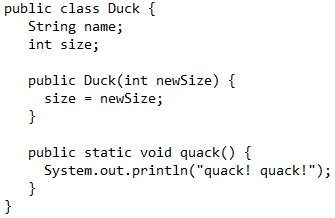 public class Duck {
String name;
int size;
public Duck(int newSize) {
size = newSize;
}
public static void quack() {
System.out.println("quack! quack!");
}
}